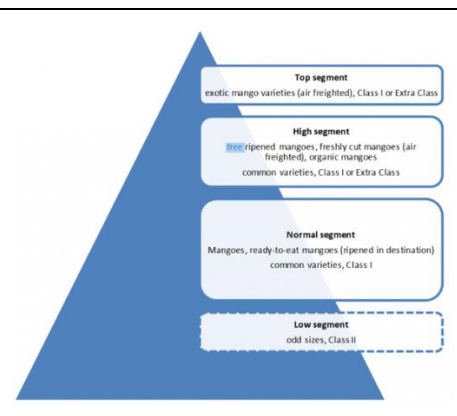 Top segment
exotic mango varieties (air freighted), Class I or Extra Class
High segment
tree ripened mangoes, freshly cut mangoes (air
freighted), organic mangoes
common varieties, Class I or Extra Class
Normal segment
Mangoes, ready-to-eat mangoes (ripened in destination)
common varieties, Class I
Low segment
odd sizes, Class II